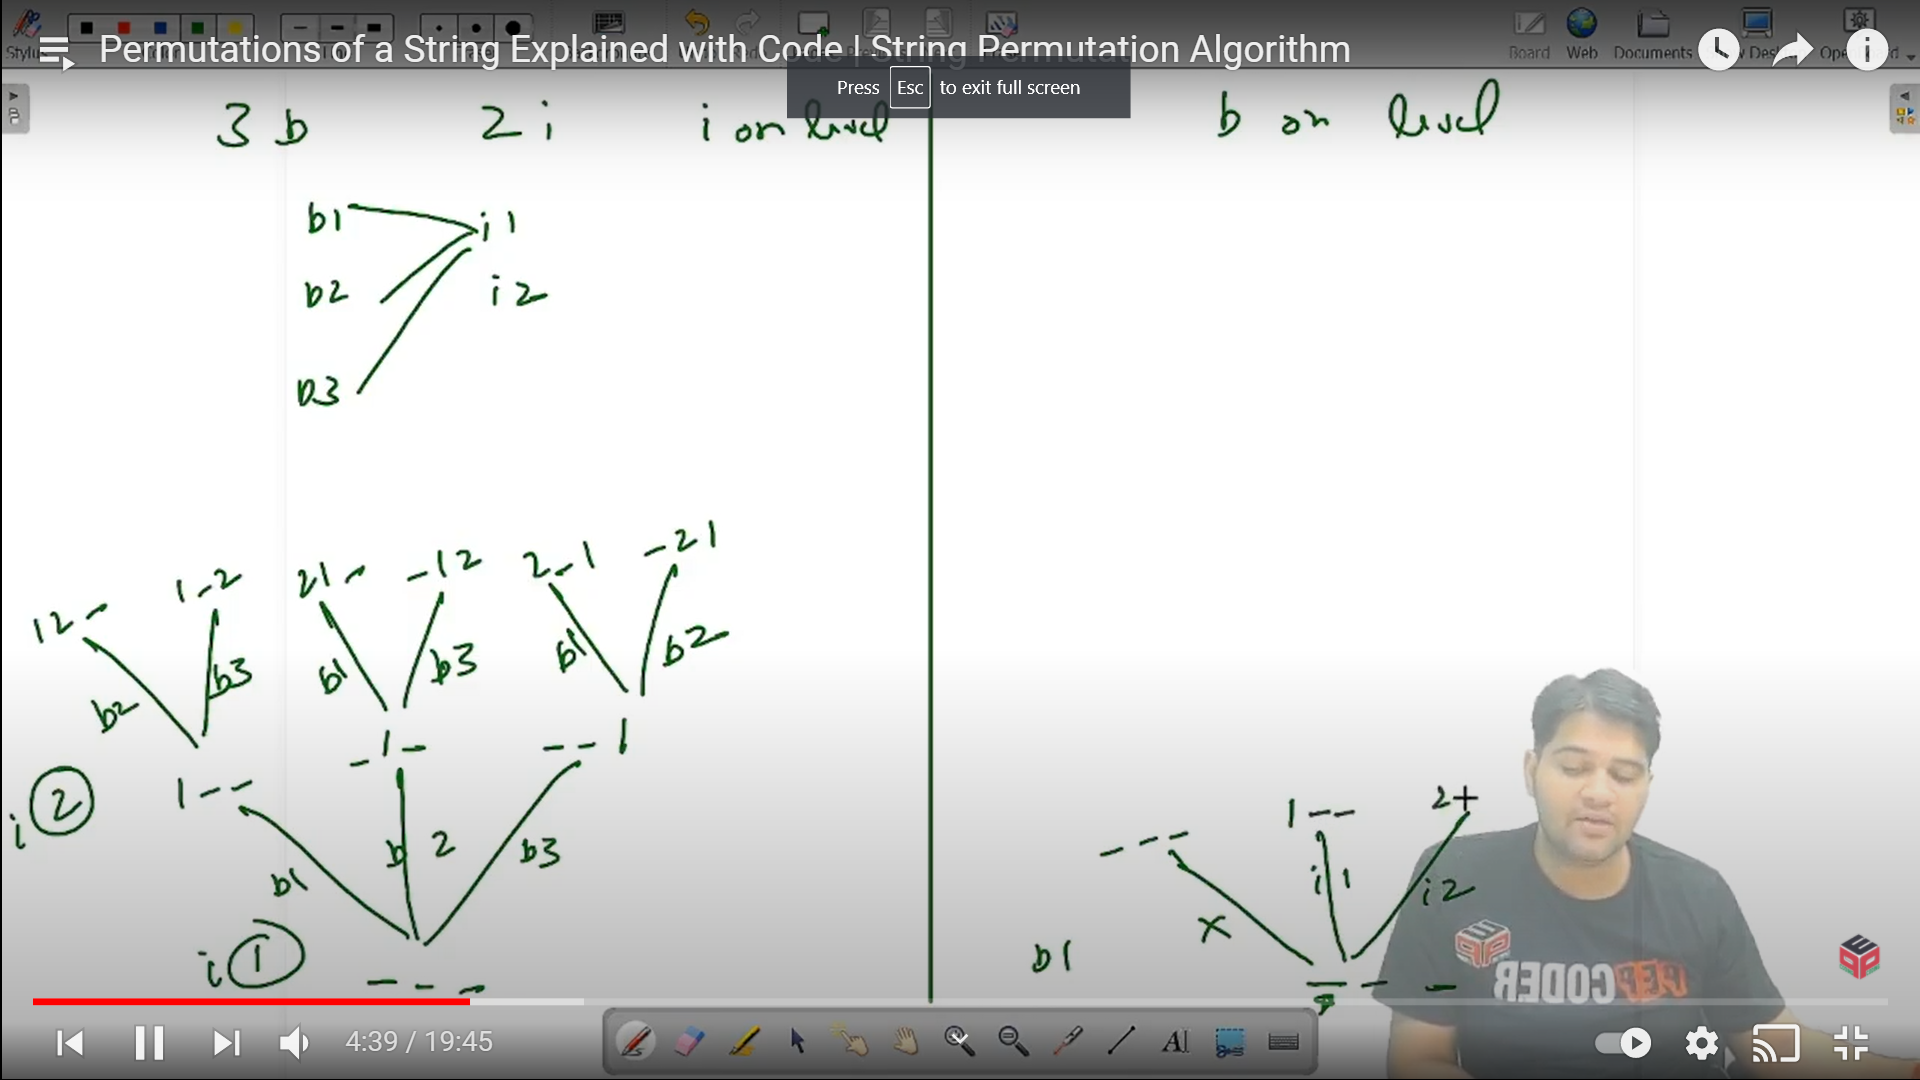 Permutations of a String Explained with Code | String Permutation Algorithm
Board Web Documents
Press Esc to exit full screen
3 b 2 i i on level
b on level
b1 i1
b2 i2
b3
12- 1-2 21- -12 2-1 -21
b2 b3 b1 b3 b1 b2
1-- -1- --1
i 2
b1 b2 b3
i 1
---
--- 1-- 2
x i1 i2
b1
---
PEPCODER
4:39 / 19:45
AI